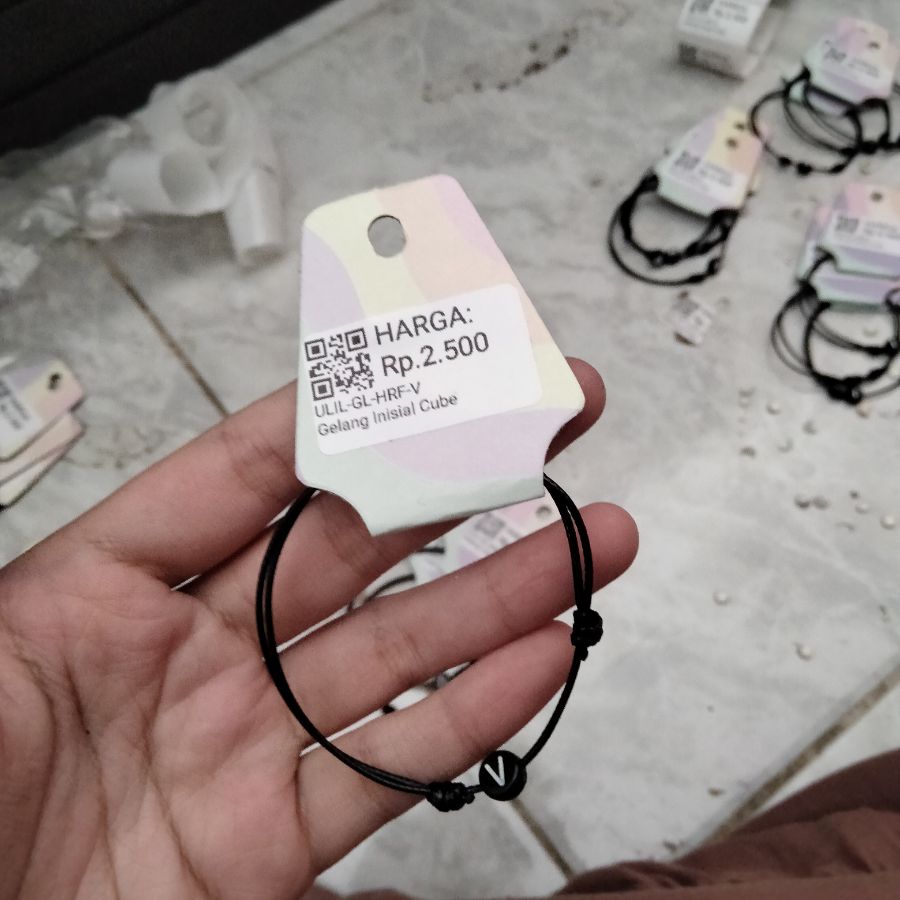 HARGA:
Rp.2.500
ULIL-GL-HRF-V
Gelang Inisial Cube
V